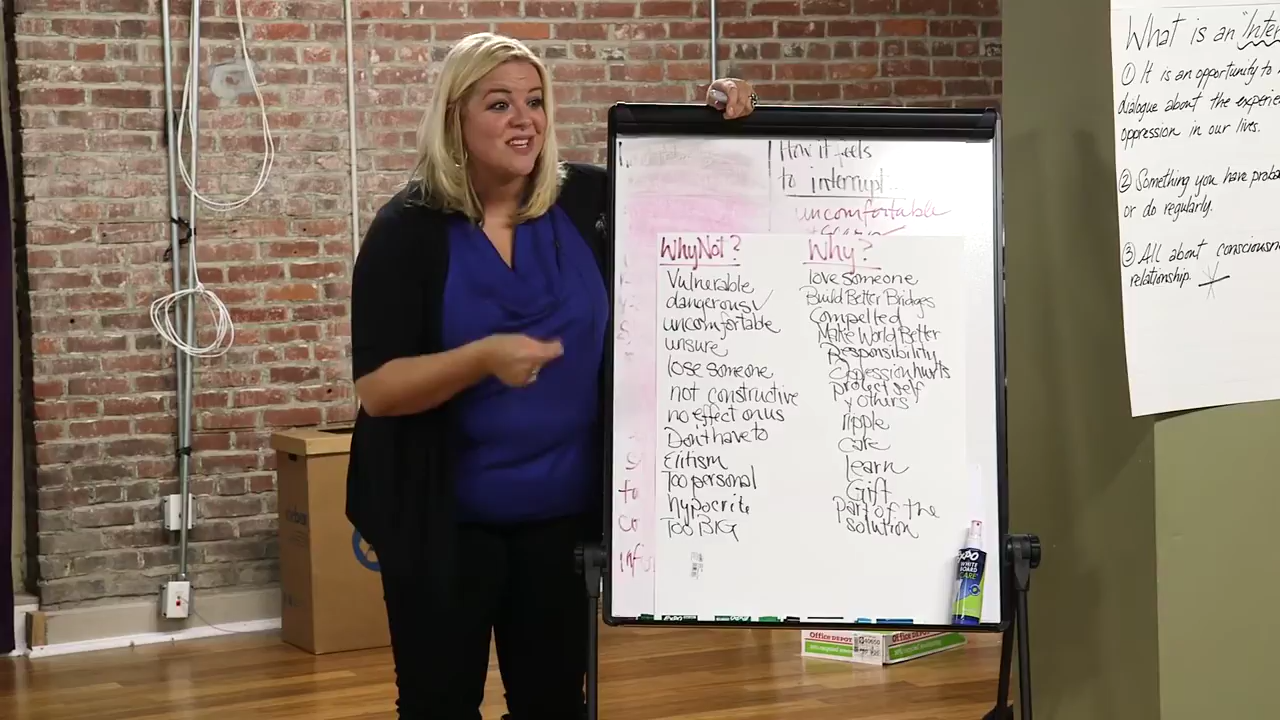 How it feels
to interrupt..
uncomfortable
Why Not?
Vulnerable
dangerous
uncomfortable
unsure
lose someone
not constructive
no effect on us
Don't have to
Elitism
Too personal
hypocrite
Too BIG
Why?
love someone
Build Better Bridges
Compelled
Make World Better
Responsibility
Oppression hurts
protect self
y others
ripple
care
learn
Gift
Part of the
solution
What is an "Inte
① It is an opportunity to
dialogue about the experie
oppression in our lives.
② Something you have proba
or do regularly.
③ All about consciousn
relationship.
EXPO
WHITE
BOARD
CARE
Office DEPOT
Office DEPOT